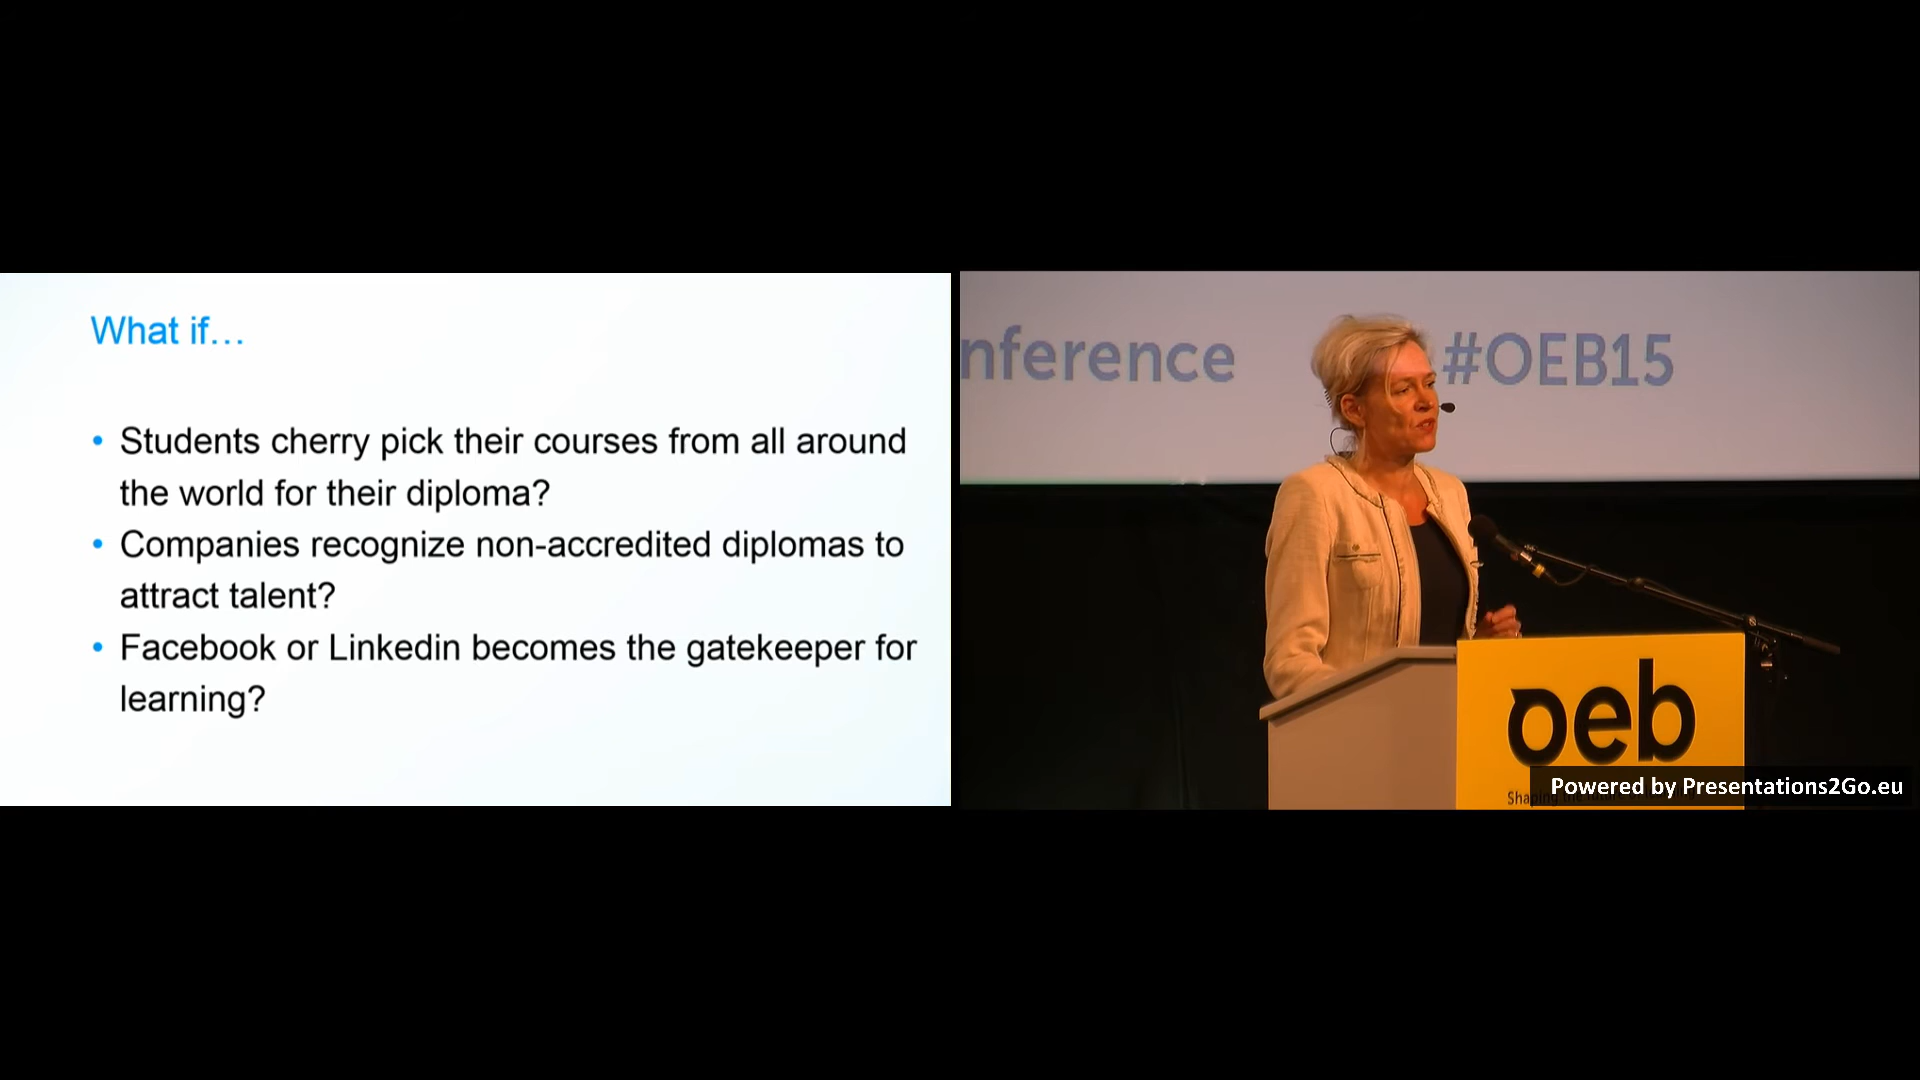 What if...
• Students cherry pick their courses from all around
the world for their diploma?
• Companies recognize non-accredited diplomas to
attract talent?
• Facebook or Linkedin becomes the gatekeeper for
learning?
nference #OEB15
oeb
Powered by Presentations2Go.eu